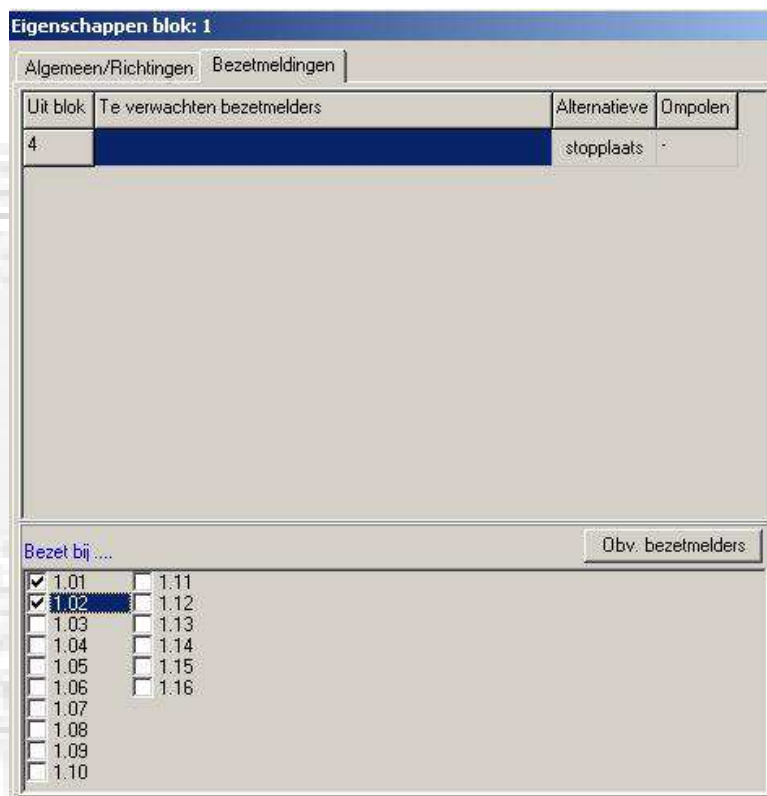 Eigenschappen blok: 1
Algemeen/Richtingen Bezetmeldingen
Uit blok Te verwachten bezetmelders Alternatieve Ompolen
4 stopplaats -
Bezet bij .... Obv. bezetmelders
1.01 1.11
1.02 1.12
1.03 1.13
1.04 1.14
1.05 1.15
1.06 1.16
1.07
1.08
1.09
1.10